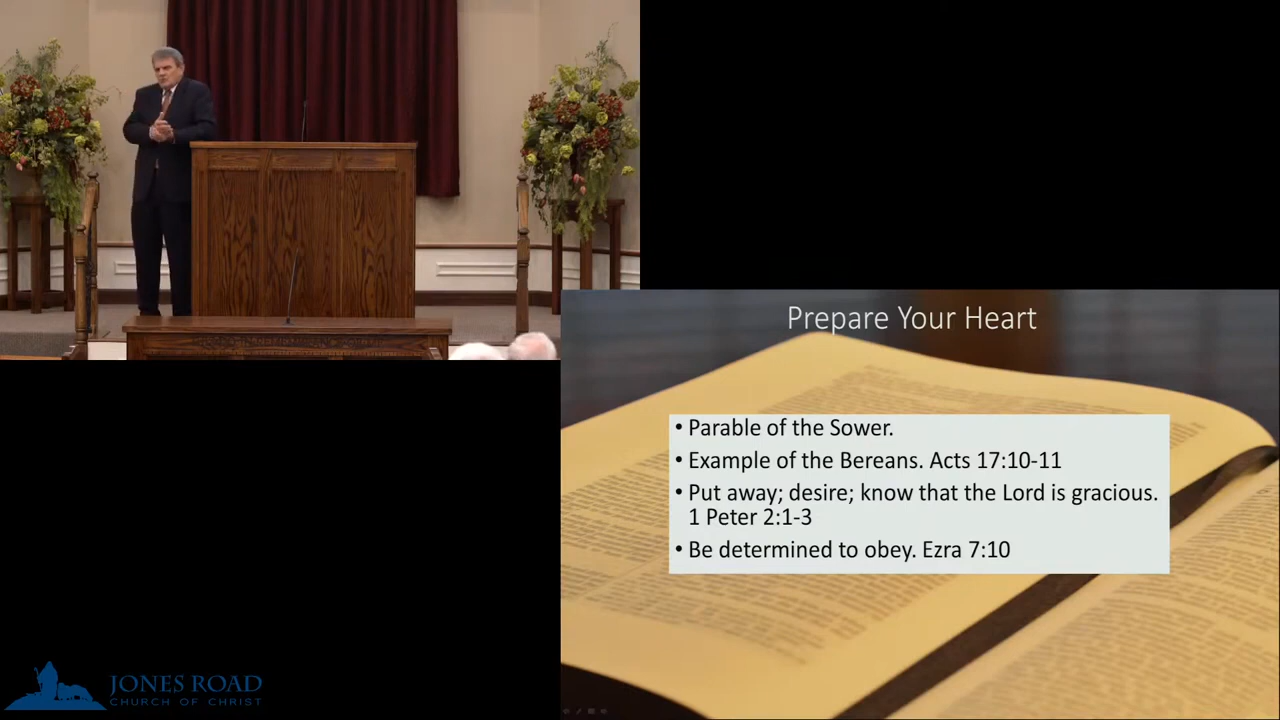 Prepare Your Heart
• Parable of the Sower.
• Example of the Bereans. Acts 17:10-11
• Put away; desire; know that the Lord is gracious.
1 Peter 2:1-3
• Be determined to obey. Ezra 7:10
JONES ROAD
CHURCH OF CHRIST